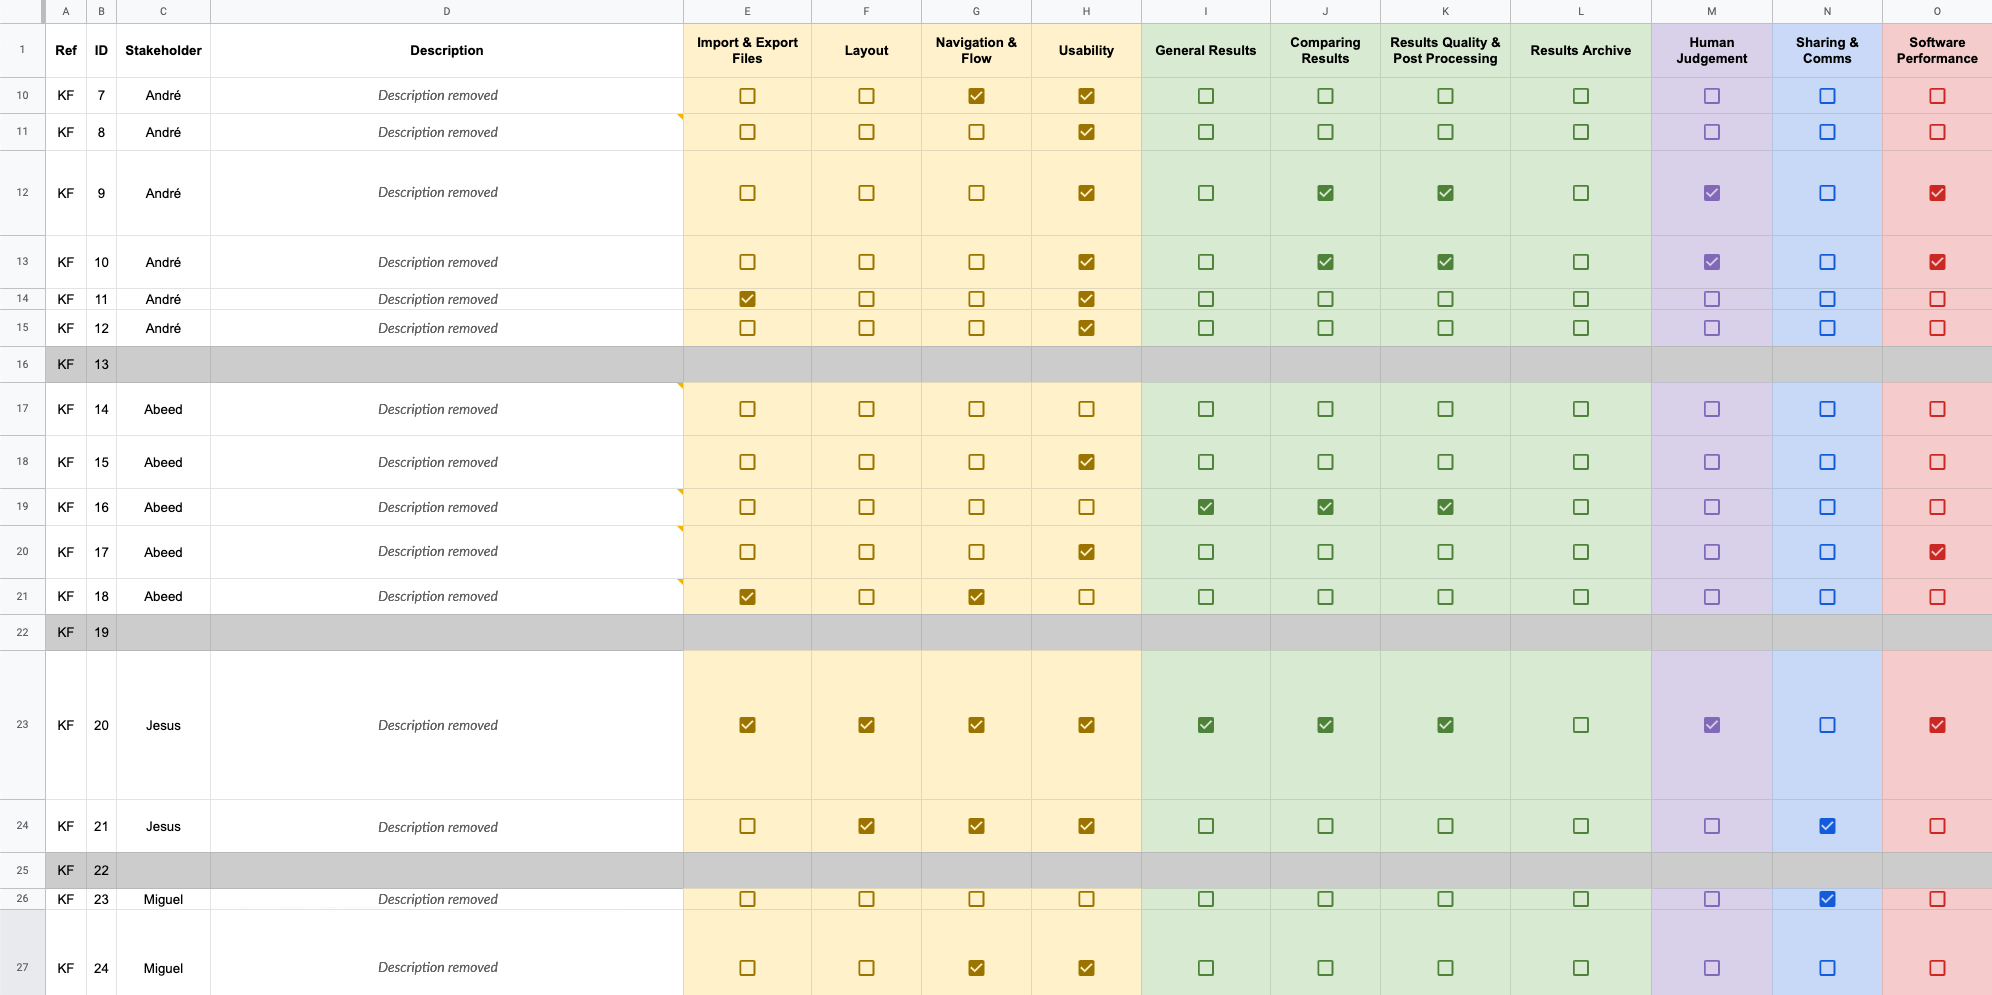 A B C D E F G H I J K L M N O
1 Ref ID Stakeholder Description Import & Export Files Layout Navigation & Flow Usability General Results Comparing Results Results Quality & Post Processing Results Archive Human Judgement Sharing & Comms Software Performance
10 KF 7 André Description removed
11 KF 8 André Description removed
12 KF 9 André Description removed
13 KF 10 André Description removed
14 KF 11 André Description removed
15 KF 12 André Description removed
16 KF 13
17 KF 14 Abeed Description removed
18 KF 15 Abeed Description removed
19 KF 16 Abeed Description removed
20 KF 17 Abeed Description removed
21 KF 18 Abeed Description removed
22 KF 19
23 KF 20 Jesus Description removed
24 KF 21 Jesus Description removed
25 KF 22
26 KF 23 Miguel Description removed
27 KF 24 Miguel Description removed